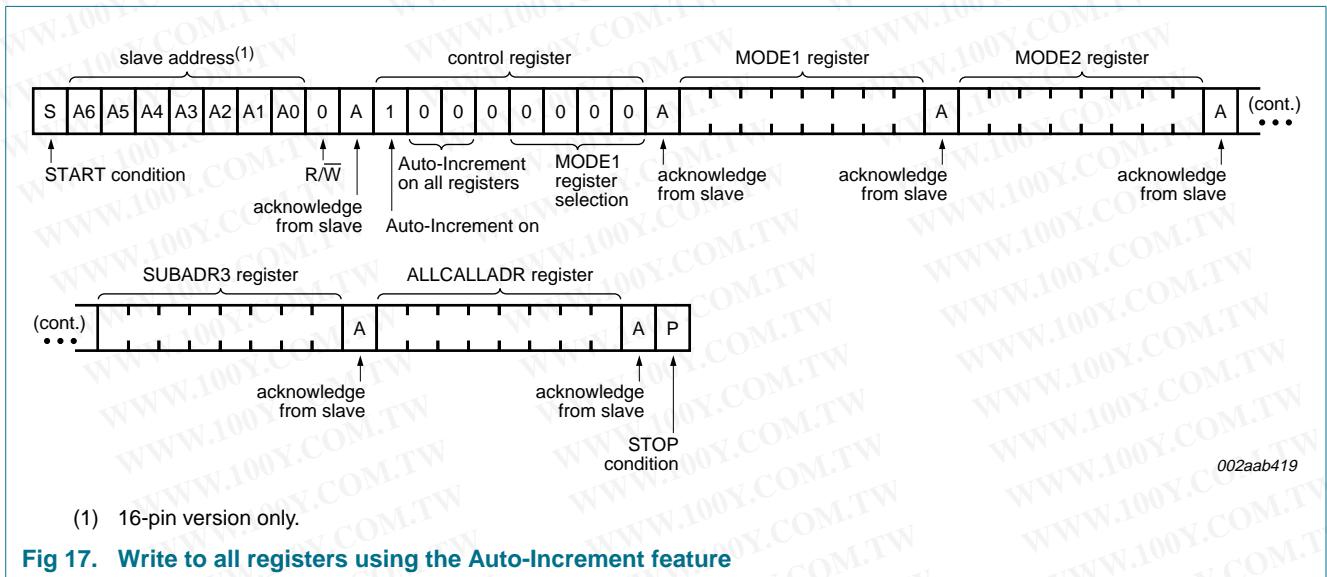 slave address(1) control register MODE1 register MODE2 register
S A6 A5 A4 A3 A2 A1 A0 0 A 1 0 0 0 0 0 0 0 A A A (cont.)
START condition R/W̅ Auto-Increment on all registers MODE1 register selection acknowledge from slave acknowledge from slave acknowledge from slave
acknowledge from slave Auto-Increment on
SUBADR3 register ALLCALLADR register
(cont.) A A P
acknowledge from slave acknowledge from slave
STOP condition
002aab419
(1) 16-pin version only.
Fig 17. Write to all registers using the Auto-Increment feature
WWW.100Y.COM.TW